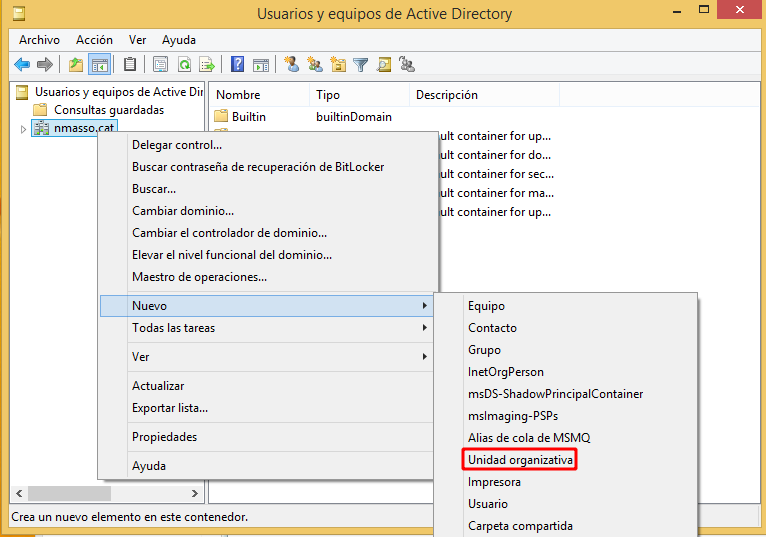 Usuarios y equipos de Active Directory
Archivo Acción Ver Ayuda
Usuarios y equipos de Active Dir
Consultas guardadas
nmasso.cat
Nombre Tipo Descripción
Builtin builtinDomain
ult container for up...
ult container for do...
ult container for sec...
ult container for ma...
ult container for up...
Delegar control...
Buscar contraseña de recuperación de BitLocker
Buscar...
Cambiar dominio...
Cambiar el controlador de dominio...
Elevar el nivel funcional del dominio...
Maestro de operaciones...
Nuevo
Todas las tareas
Ver
Actualizar
Exportar lista...
Propiedades
Ayuda
Equipo
Contacto
Grupo
InetOrgPerson
msDS-ShadowPrincipalContainer
msImaging-PSPs
Alias de cola de MSMQ
Unidad organizativa
Impresora
Usuario
Carpeta compartida
Crea un nuevo elemento en este contenedor.